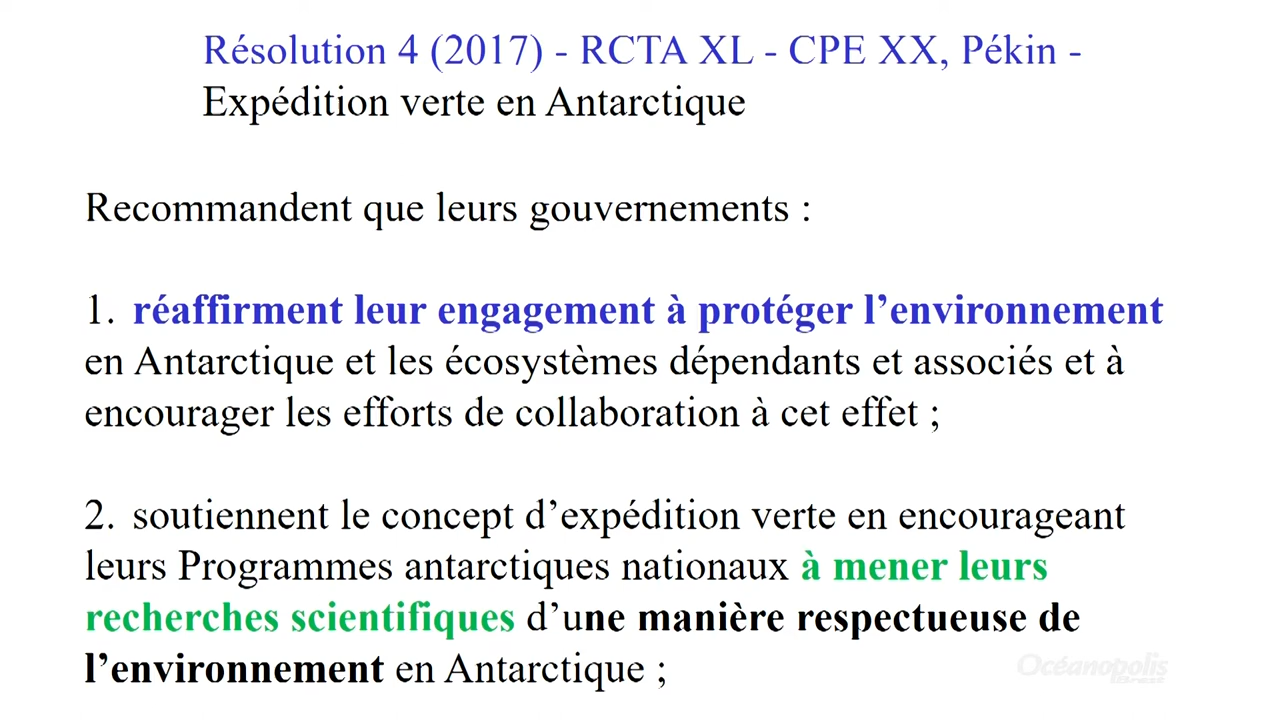 Résolution 4 (2017) - RCTA XL - CPE XX, Pékin -
Expédition verte en Antarctique
Recommandent que leurs gouvernements :
1. réaffirment leur engagement à protéger l’environnement
en Antarctique et les écosystèmes dépendants et associés et à
encourager les efforts de collaboration à cet effet ;
2. soutiennent le concept d’expédition verte en encourageant
leurs Programmes antarctiques nationaux à mener leurs
recherches scientifiques d’une manière respectueuse de
l’environnement en Antarctique ;
Océanopolis
Brest